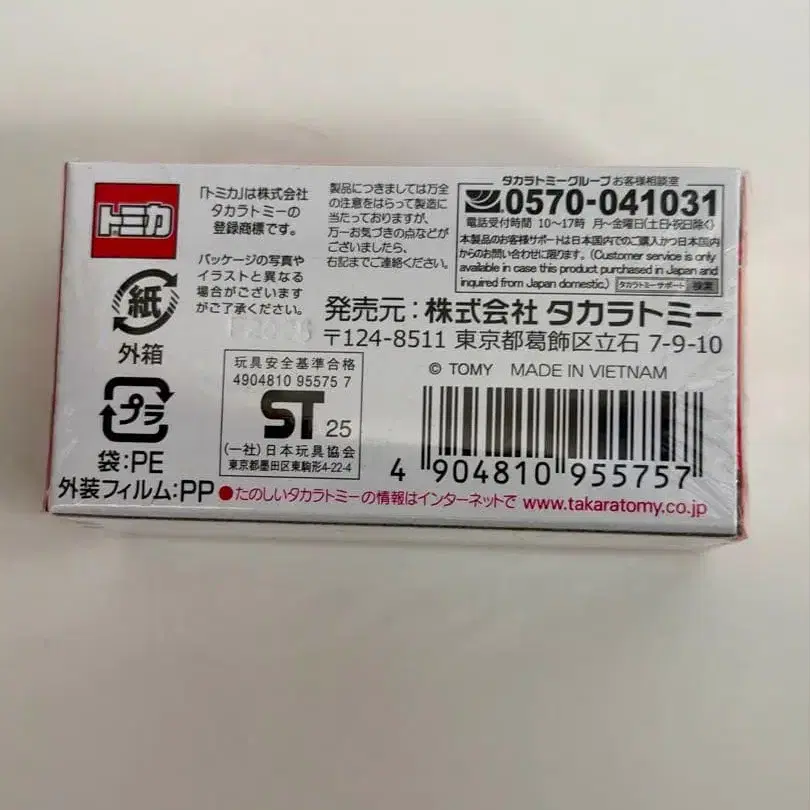 トミカ
「トミカ」は株式会社
タカラトミーの
登録商標です。
パッケージの写真や
イラストと異なる
場合がございます
がご了承ください。
製品につきましては万全
の注意をはらって製造に
当たっておりますが、
万一お気づきの点などが
ございましたら、
右記までご連絡ください。
タカラトミーグループお客様相談室
0570-041031
電話受付時間 10〜17時 月〜金曜日(土日・祝日除く)
本製品のお客様サポートは日本国内でのご購入かつ日本国内
からのお問い合わせに限ります。(Customer service is only
available in case this product purchased in Japan and
inquired from Japan domestic.) タカラトミーサポート 検索
発売元:株式会社 タカラトミー
〒124-8511 東京都葛飾区立石 7-9-10
© TOMY MADE IN VIETNAM
紙
外箱
プラ
袋:PE
外装フィルム:PP
玩具安全基準合格
4904810 95575 7
ST 25
(一社)日本玩具協会
東京都墨田区東駒形4-22-4
4 904810 955757
●たのしいタカラトミーの情報はインターネットで www.takaratomy.co.jp